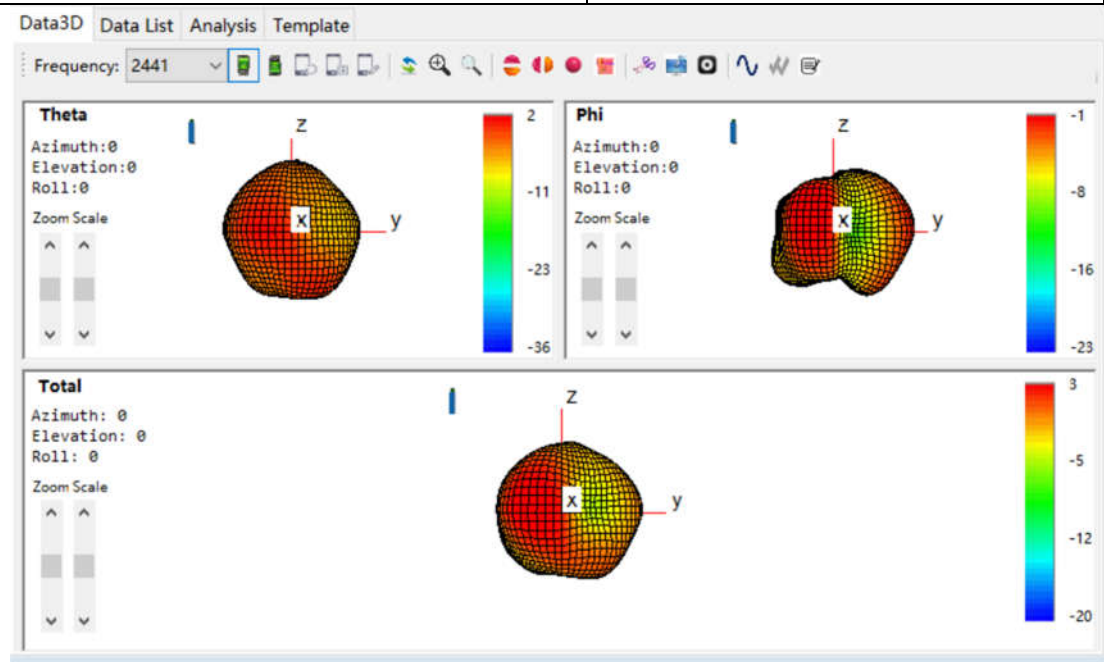 Data3D Data List Analysis Template
Frequency: 2441
Theta
Azimuth:0
Elevation:0
Roll:0
Zoom Scale
z
x
y
2
-11
-23
-36
Phi
Azimuth:0
Elevation:0
Roll:0
Zoom Scale
z
x
y
-1
-8
-16
-23
Total
Azimuth: 0
Elevation: 0
Roll: 0
Zoom Scale
z
x
y
3
-5
-12
-20